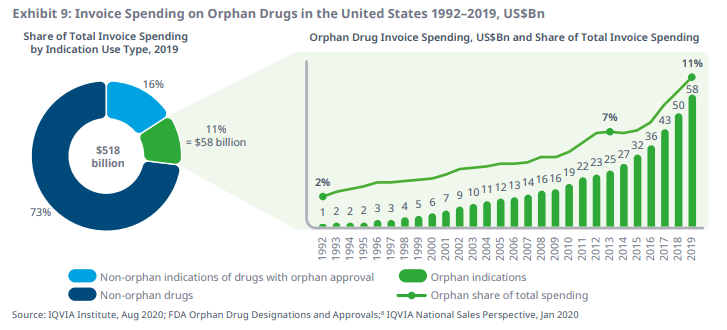 Exhibit 9: Invoice Spending on Orphan Drugs in the United States 1992–2019, US$Bn
Share of Total Invoice Spending
by Indication Use Type, 2019
16%
11%
= $58 billion
$518
billion
73%
Orphan Drug Invoice Spending, US$Bn and Share of Total Invoice Spending
2%
7%
11%
1 2 2 2 3 3 4 5 6 7 9 10 11 12 13 14 16 16 19 22 23 25 27 32 36 43 50 58
1992 1993 1994 1995 1996 1997 1998 1999 2000 2001 2002 2003 2004 2005 2006 2007 2008 2009 2010 2011 2012 2013 2014 2015 2016 2017 2018 2019
Non-orphan indications of drugs with orphan approval
Orphan indications
Non-orphan drugs
Orphan share of total spending
Source: IQVIA Institute, Aug 2020; FDA Orphan Drug Designations and Approvals;⁸ IQVIA National Sales Perspective, Jan 2020